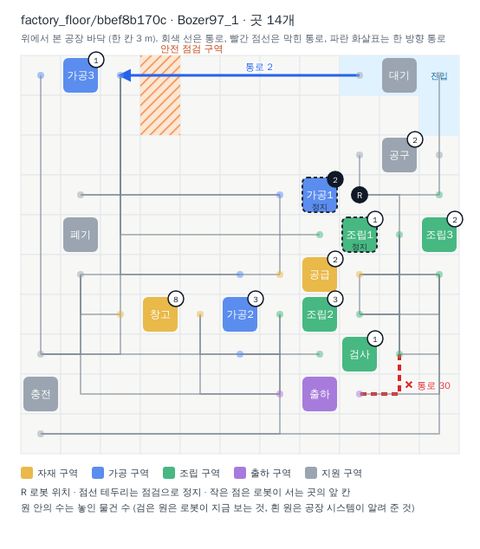 factory_floor/bbef8b170c · Bozer97_1 · 곳 14개
위에서 본 공장 바닥 (한 칸 3 m). 회색 선은 통로, 빨간 점선은 막힌 통로, 파란 화살표는 한 방향 통로
안전 점검 구역
통로 2
가공3
1
대기
공구
2
가공1
정지
2
R
폐기
조립1
정지
1
조립3
2
공급
2
창고
8
가공2
3
조립2
3
검사
1
통로 30
충전
출하
자재 구역
가공 구역
조립 구역
출하 구역
지원 구역
R 로봇 위치 · 점선 테두리는 점검으로 정지 · 작은 점은 로봇이 서는 곳의 앞 칸
원 안의 수는 놓인 물건 수 (검은 원은 로봇이 지금 보는 것, 흰 원은 공장 시스템이 알려 준 것)